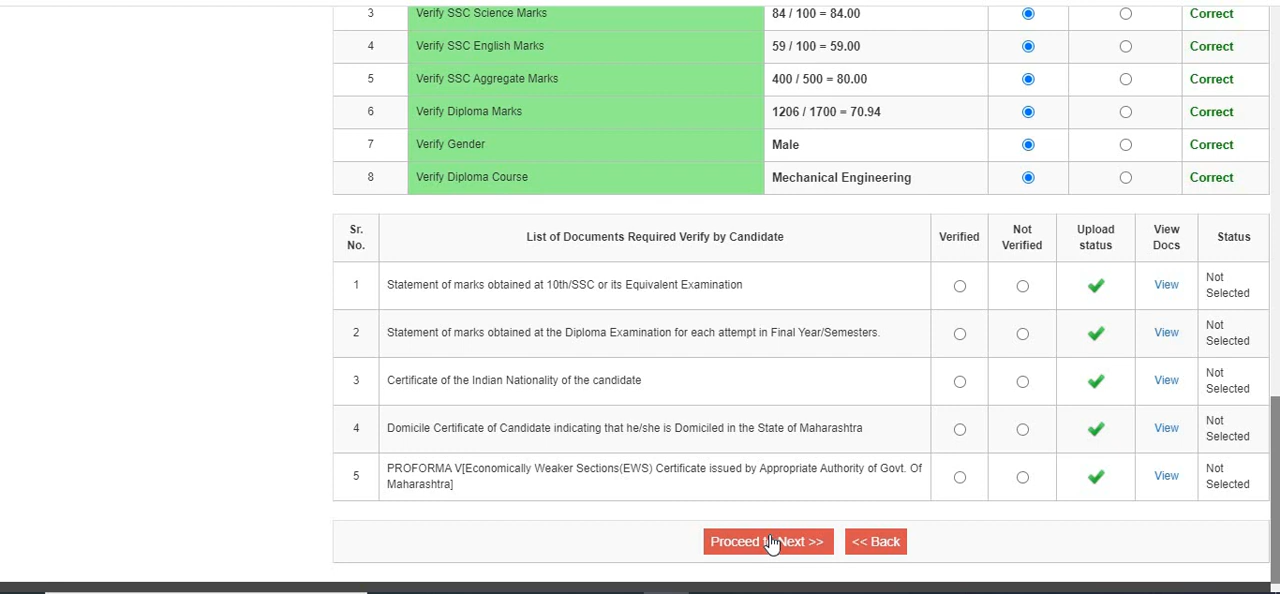 3 Verify SSC Science Marks 84 / 100 = 84.00 Correct
4 Verify SSC English Marks 59 / 100 = 59.00 Correct
5 Verify SSC Aggregate Marks 400 / 500 = 80.00 Correct
6 Verify Diploma Marks 1206 / 1700 = 70.94 Correct
7 Verify Gender Male Correct
8 Verify Diploma Course Mechanical Engineering Correct
Sr. No. List of Documents Required Verify by Candidate Verified Not Verified Upload status View Docs Status
1 Statement of marks obtained at 10th/SSC or its Equivalent Examination View Not Selected
2 Statement of marks obtained at the Diploma Examination for each attempt in Final Year/Semesters. View Not Selected
3 Certificate of the Indian Nationality of the candidate View Not Selected
4 Domicile Certificate of Candidate indicating that he/she is Domiciled in the State of Maharashtra View Not Selected
5 PROFORMA V[Economically Weaker Sections(EWS) Certificate issued by Appropriate Authority of Govt. Of
Maharashtra] View Not Selected
Proceed Next >> << Back